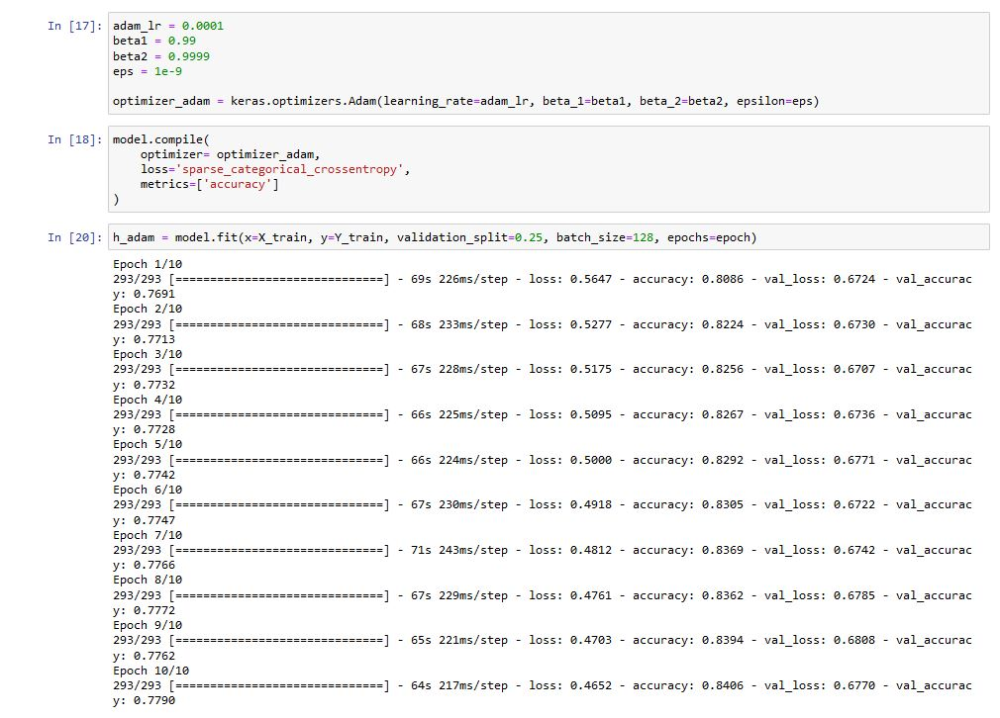 In [17]: adam_lr = 0.0001
beta1 = 0.99
beta2 = 0.9999
eps = 1e-9
optimizer_adam = keras.optimizers.Adam(learning_rate=adam_lr, beta_1=beta1, beta_2=beta2, epsilon=eps)
In [18]: model.compile(
optimizer= optimizer_adam,
loss='sparse_categorical_crossentropy',
metrics=['accuracy']
)
In [20]: h_adam = model.fit(x=X_train, y=Y_train, validation_split=0.25, batch_size=128, epochs=epoch)
Epoch 1/10
293/293 [==============================] - 69s 226ms/step - loss: 0.5647 - accuracy: 0.8086 - val_loss: 0.6724 - val_accurac
y: 0.7691
Epoch 2/10
293/293 [==============================] - 68s 233ms/step - loss: 0.5277 - accuracy: 0.8224 - val_loss: 0.6730 - val_accurac
y: 0.7713
Epoch 3/10
293/293 [==============================] - 67s 228ms/step - loss: 0.5175 - accuracy: 0.8256 - val_loss: 0.6707 - val_accurac
y: 0.7732
Epoch 4/10
293/293 [==============================] - 66s 225ms/step - loss: 0.5095 - accuracy: 0.8267 - val_loss: 0.6736 - val_accurac
y: 0.7728
Epoch 5/10
293/293 [==============================] - 66s 224ms/step - loss: 0.5000 - accuracy: 0.8292 - val_loss: 0.6771 - val_accurac
y: 0.7742
Epoch 6/10
293/293 [==============================] - 67s 230ms/step - loss: 0.4918 - accuracy: 0.8305 - val_loss: 0.6722 - val_accurac
y: 0.7747
Epoch 7/10
293/293 [==============================] - 71s 243ms/step - loss: 0.4812 - accuracy: 0.8369 - val_loss: 0.6742 - val_accurac
y: 0.7766
Epoch 8/10
293/293 [==============================] - 67s 229ms/step - loss: 0.4761 - accuracy: 0.8362 - val_loss: 0.6785 - val_accurac
y: 0.7772
Epoch 9/10
293/293 [==============================] - 65s 221ms/step - loss: 0.4703 - accuracy: 0.8394 - val_loss: 0.6808 - val_accurac
y: 0.7762
Epoch 10/10
293/293 [==============================] - 64s 217ms/step - loss: 0.4652 - accuracy: 0.8406 - val_loss: 0.6770 - val_accurac
y: 0.7790